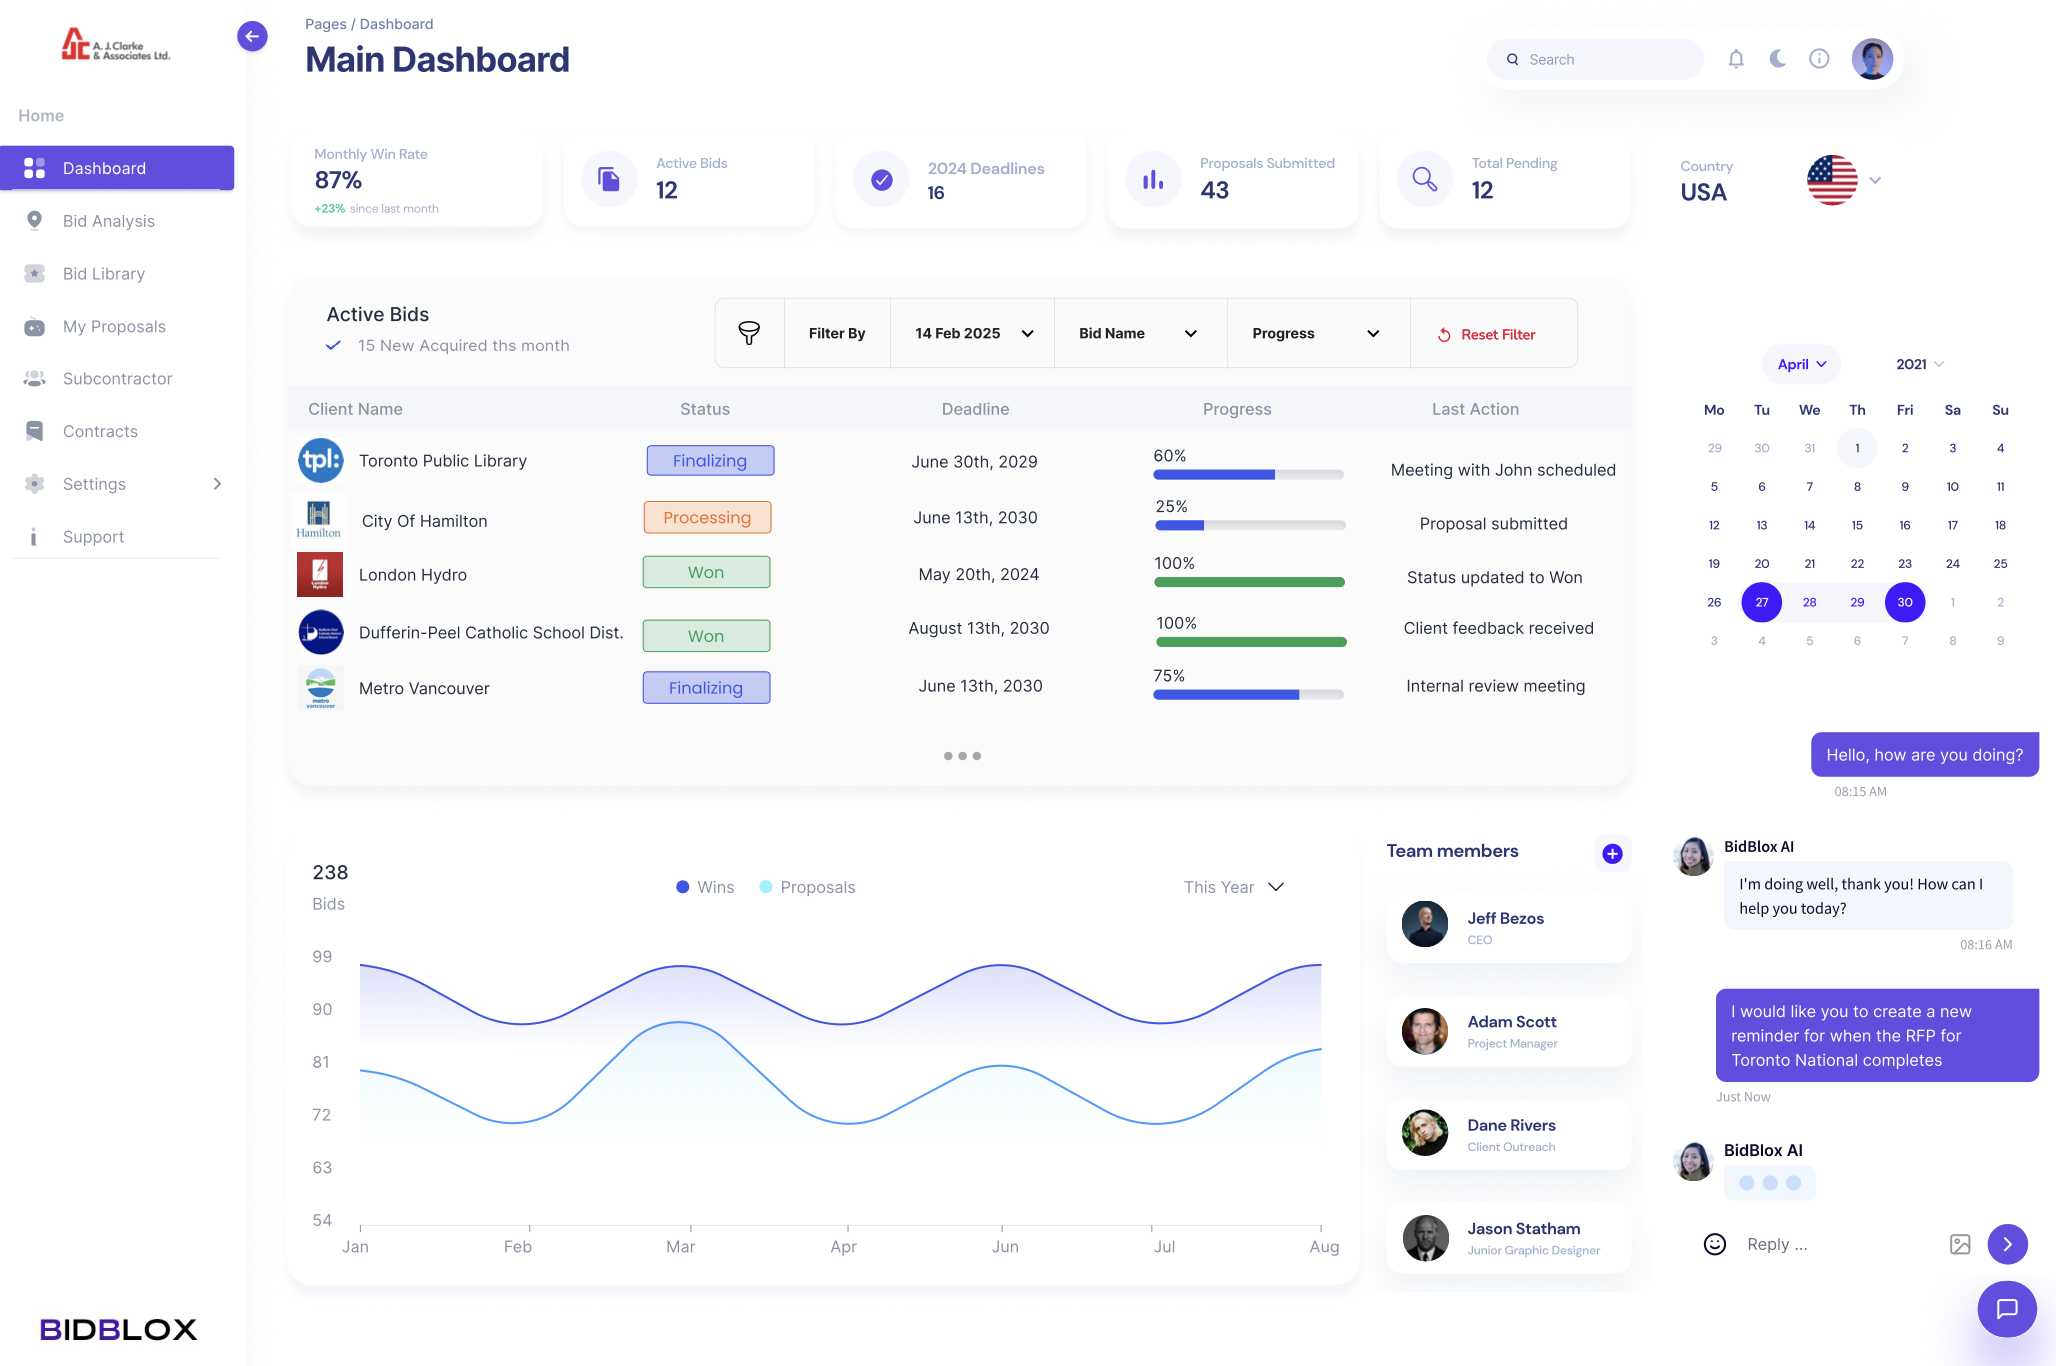 A. J. Clarke
& Associates Ltd.
Home
Dashboard
Bid Analysis
Bid Library
My Proposals
Subcontractor
Contracts
Settings
Support
BIDBLOX
Pages / Dashboard
Main Dashboard
Search
Monthly Win Rate
87%
+23% since last month
Active Bids
12
2024 Deadlines
16
Proposals Submitted
43
Total Pending
12
Country
USA
Active Bids
15 New Acquired ths month
Filter By 14 Feb 2025 Bid Name Progress Reset Filter
Client Name Status Deadline Progress Last Action
tpl: Toronto Public Library Finalizing June 30th, 2029 60% Meeting with John scheduled
Hamilton City Of Hamilton Processing June 13th, 2030 25% Proposal submitted
London Hydro London Hydro Won May 20th, 2024 100% Status updated to Won
Dufferin-Peel Catholic School Dist. Won August 13th, 2030 100% Client feedback received
metro vancouver Metro Vancouver Finalizing June 13th, 2030 75% Internal review meeting
April 2021
Mo Tu We Th Fri Sa Su
29 30 31 1 2 3 4
5 6 7 8 9 10 11
12 13 14 15 16 17 18
19 20 21 22 23 24 25
26 27 28 29 30 1 2
3 4 5 6 7 8 9
238
Bids
Wins Proposals
This Year
99
90
81
72
63
54
Jan Feb Mar Apr Jun Jul Aug
Team members
Jeff Bezos
CEO
Adam Scott
Project Manager
Dane Rivers
Client Outreach
Jason Statham
Junior Graphic Designer
Hello, how are you doing?
08:15 AM
BidBlox AI
I'm doing well, thank you! How can I
help you today?
08:16 AM
I would like you to create a new
reminder for when the RFP for
Toronto National completes
Just Now
BidBlox AI
Reply ...